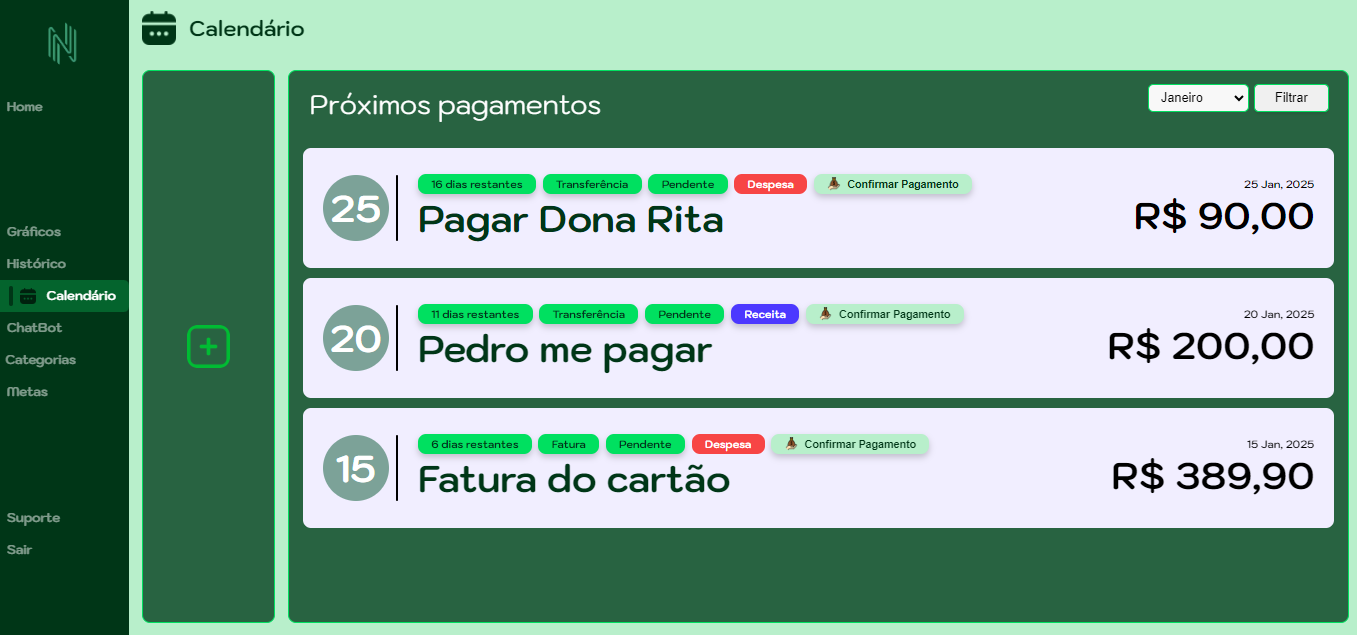 Calendário
Home
Gráficos
Histórico
Calendário
ChatBot
Categorias
Metas
Suporte
Sair
Próximos pagamentos
Janeiro
Filtrar
25
16 dias restantes Transferência Pendente Despesa Confirmar Pagamento
Pagar Dona Rita
25 Jan, 2025
R$ 90,00
20
11 dias restantes Transferência Pendente Receita Confirmar Pagamento
Pedro me pagar
20 Jan, 2025
R$ 200,00
15
6 dias restantes Fatura Pendente Despesa Confirmar Pagamento
Fatura do cartão
15 Jan, 2025
R$ 389,90